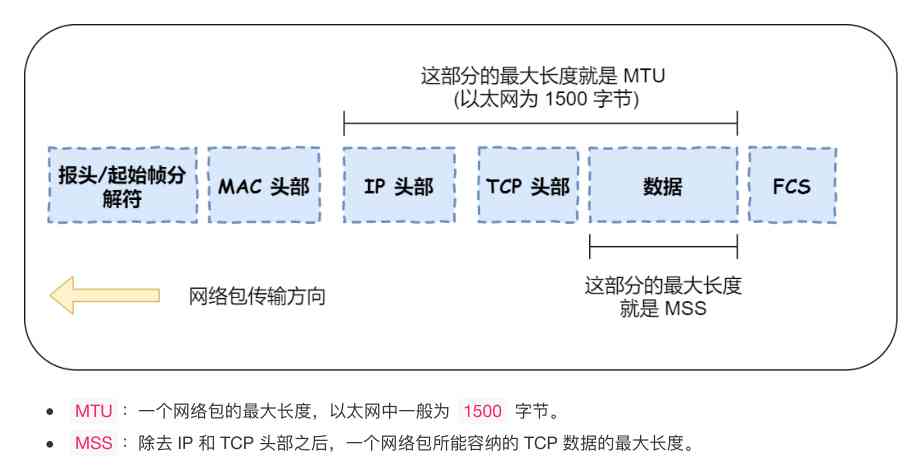 这部分的最大长度就是 MTU
(以太网为 1500 字节)
报头/起始帧分
解符
MAC 头部
IP 头部
TCP 头部
数据
FCS
网络包传输方向
这部分的最大长度
就是 MSS
• MTU ：一个网络包的最大长度，以太网中一般为 1500 字节。
• MSS ：除去 IP 和 TCP 头部之后，一个网络包所能容纳的 TCP 数据的最大长度。